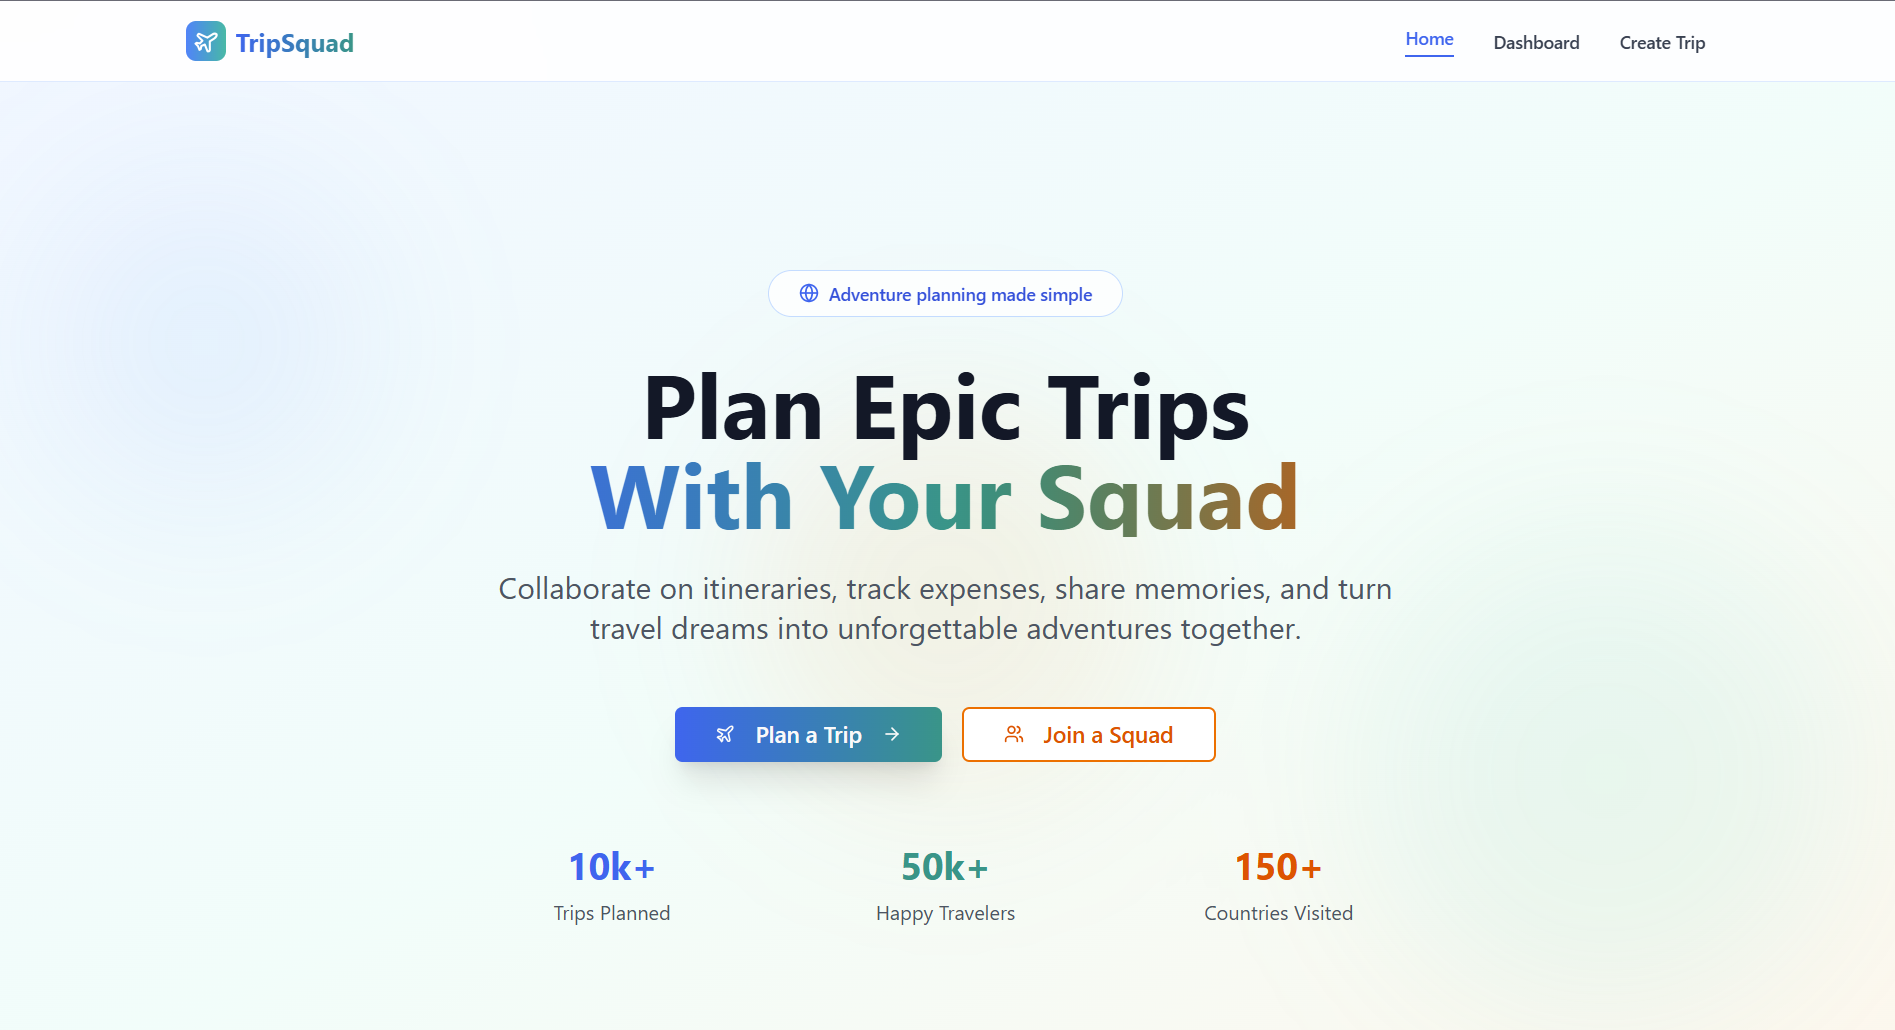 TripSquad
Home
Dashboard
Create Trip
Adventure planning made simple
Plan Epic Trips
With Your Squad
Collaborate on itineraries, track expenses, share memories, and turn
travel dreams into unforgettable adventures together.
Plan a Trip
Join a Squad
10k+
Trips Planned
50k+
Happy Travelers
150+
Countries Visited